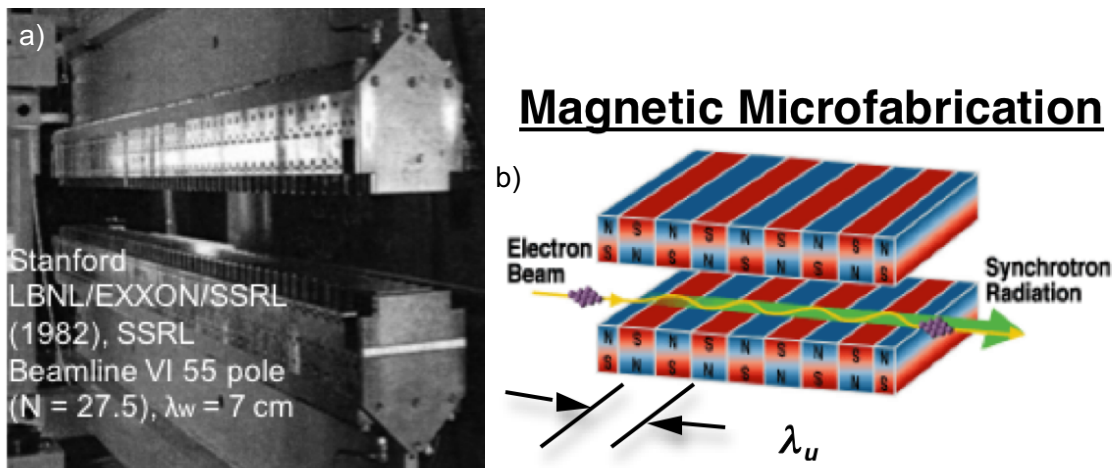 a)
Stanford
LBNL/EXXON/SSRL
(1982), SSRL
Beamline VI 55 pole
(N = 27.5), λw = 7 cm
Magnetic Microfabrication
b)
N S N S N S N S N
S N S N S N S N S
Electron
Beam
Synchrotron
Radiation
N S N S N S N S N
S N S N S N S N S
λu